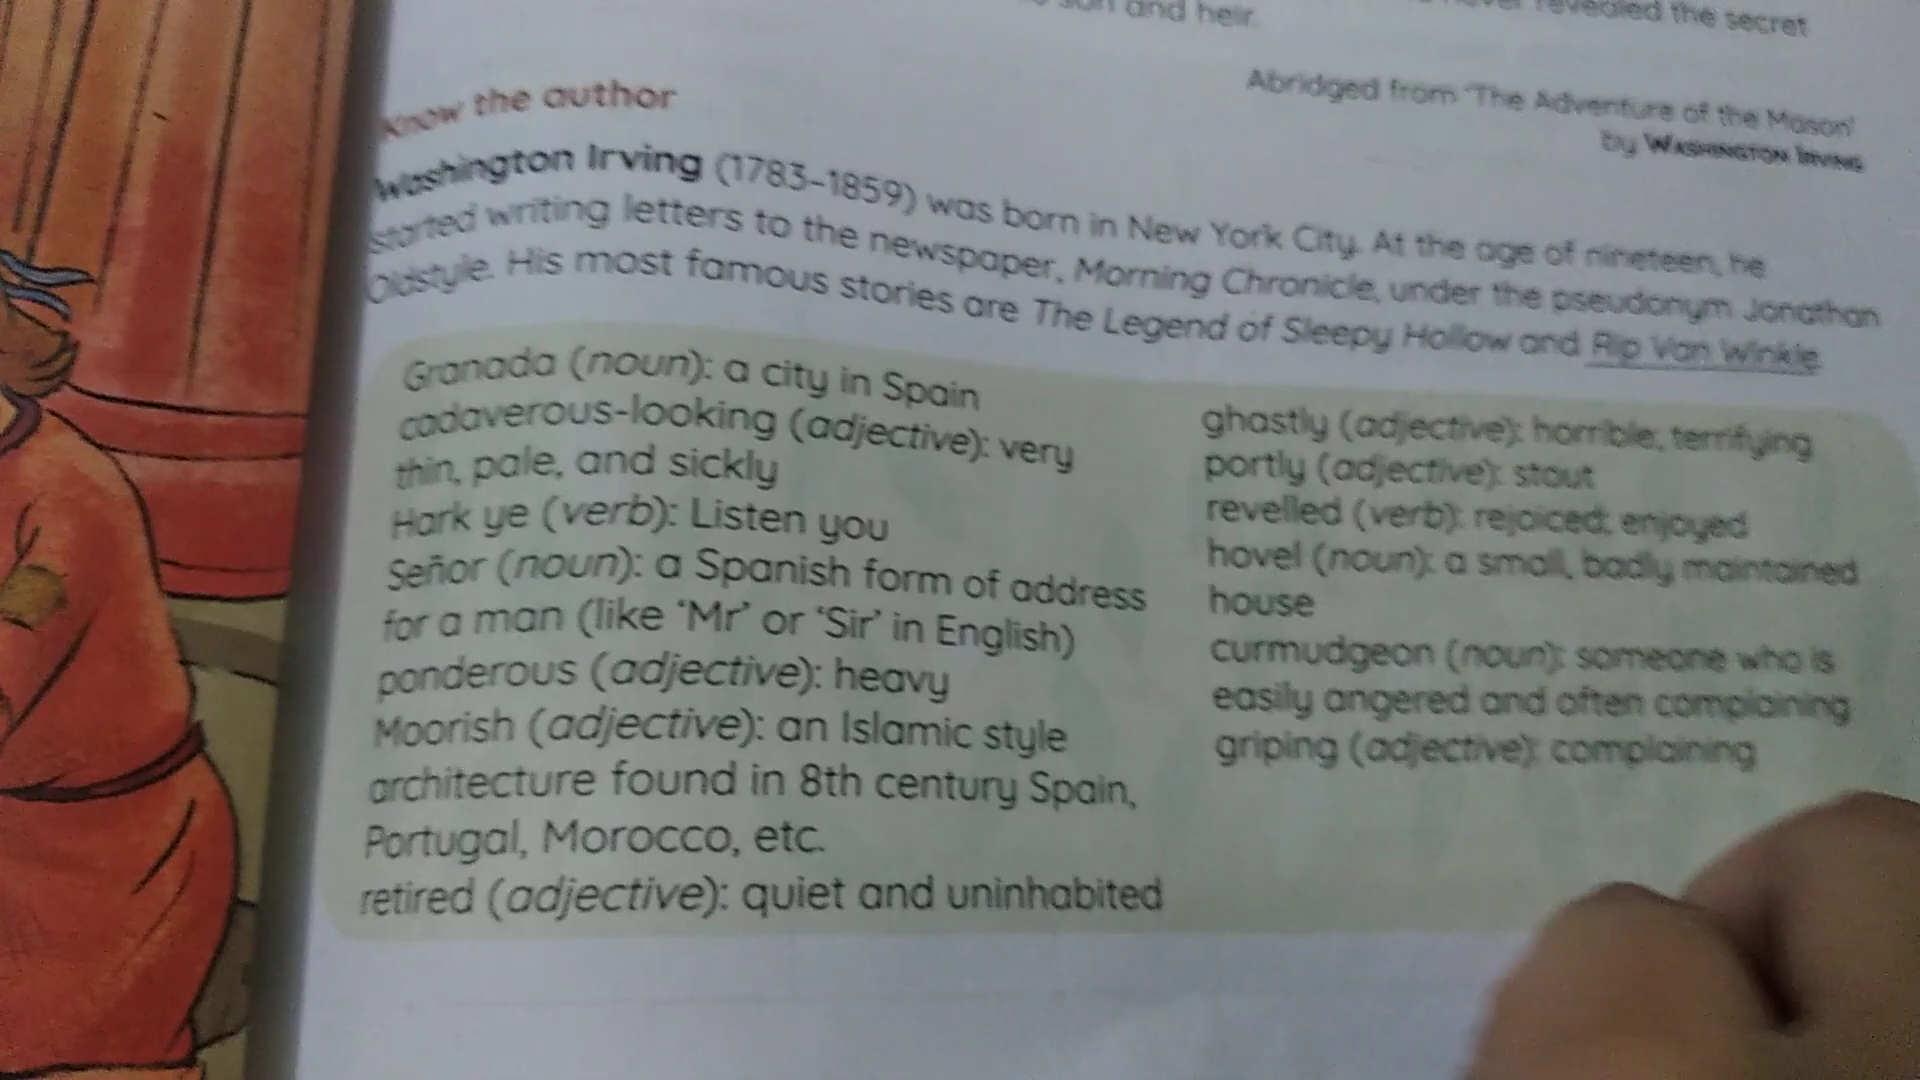 revealed the secret
and heir.
Abridged from 'The Adventure of the Mason'
by WASHINGTON IRVING
Know the author
Washington Irving (1783–1859) was born in New York City. At the age of nineteen, he
started writing letters to the newspaper, Morning Chronicle, under the pseudonym Jonathan
Oldstyle. His most famous stories are The Legend of Sleepy Hollow and Rip Van Winkle
Granada (noun): a city in Spain
cadaverous-looking (adjective): very
thin, pale, and sickly
Hark ye (verb): Listen you
Señor (noun): a Spanish form of address
for a man (like 'Mr' or 'Sir' in English)
ponderous (adjective): heavy
Moorish (adjective): an Islamic style
architecture found in 8th century Spain,
Portugal, Morocco, etc.
retired (adjective): quiet and uninhabited
ghastly (adjective): horrible; terrifying
portly (adjective): stout
revelled (verb): rejoiced; enjoyed
hovel (noun): a small, badly maintained
house
curmudgeon (noun): someone who is
easily angered and often complaining
griping (adjective): complaining